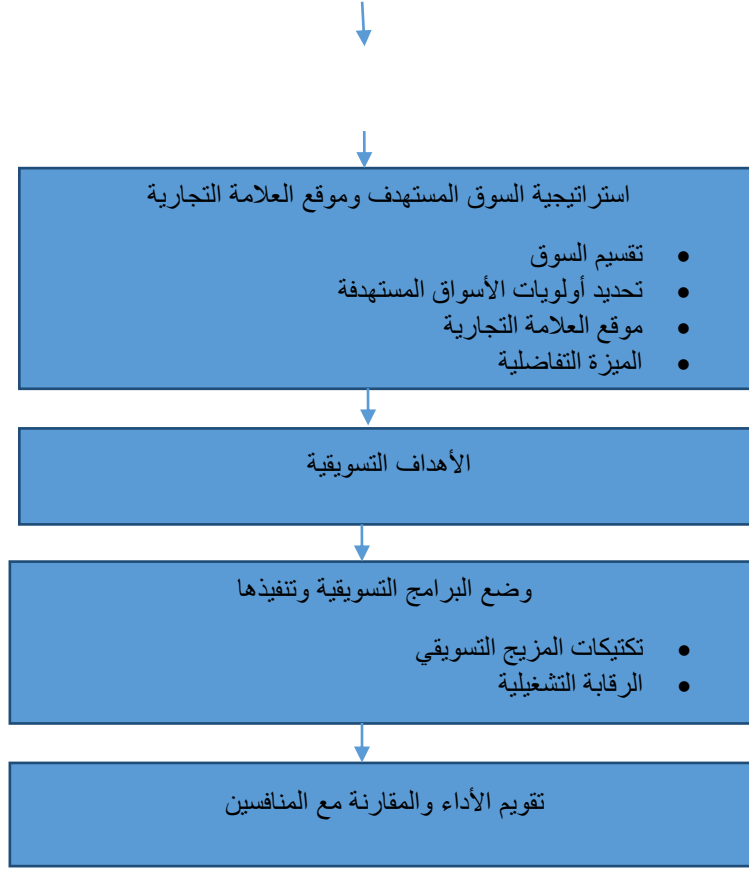 استراتيجية السوق المستهدف وموقع العلامة التجارية
● تقسيم السوق
● تحديد أولويات الأسواق المستهدفة
● موقع العلامة التجارية
● الميزة التفاضلية
الأهداف التسويقية
وضع البرامج التسويقية وتنفيذها
● تكتيكات المزيج التسويقي
● الرقابة التشغيلية
تقويم الأداء والمقارنة مع المنافسين